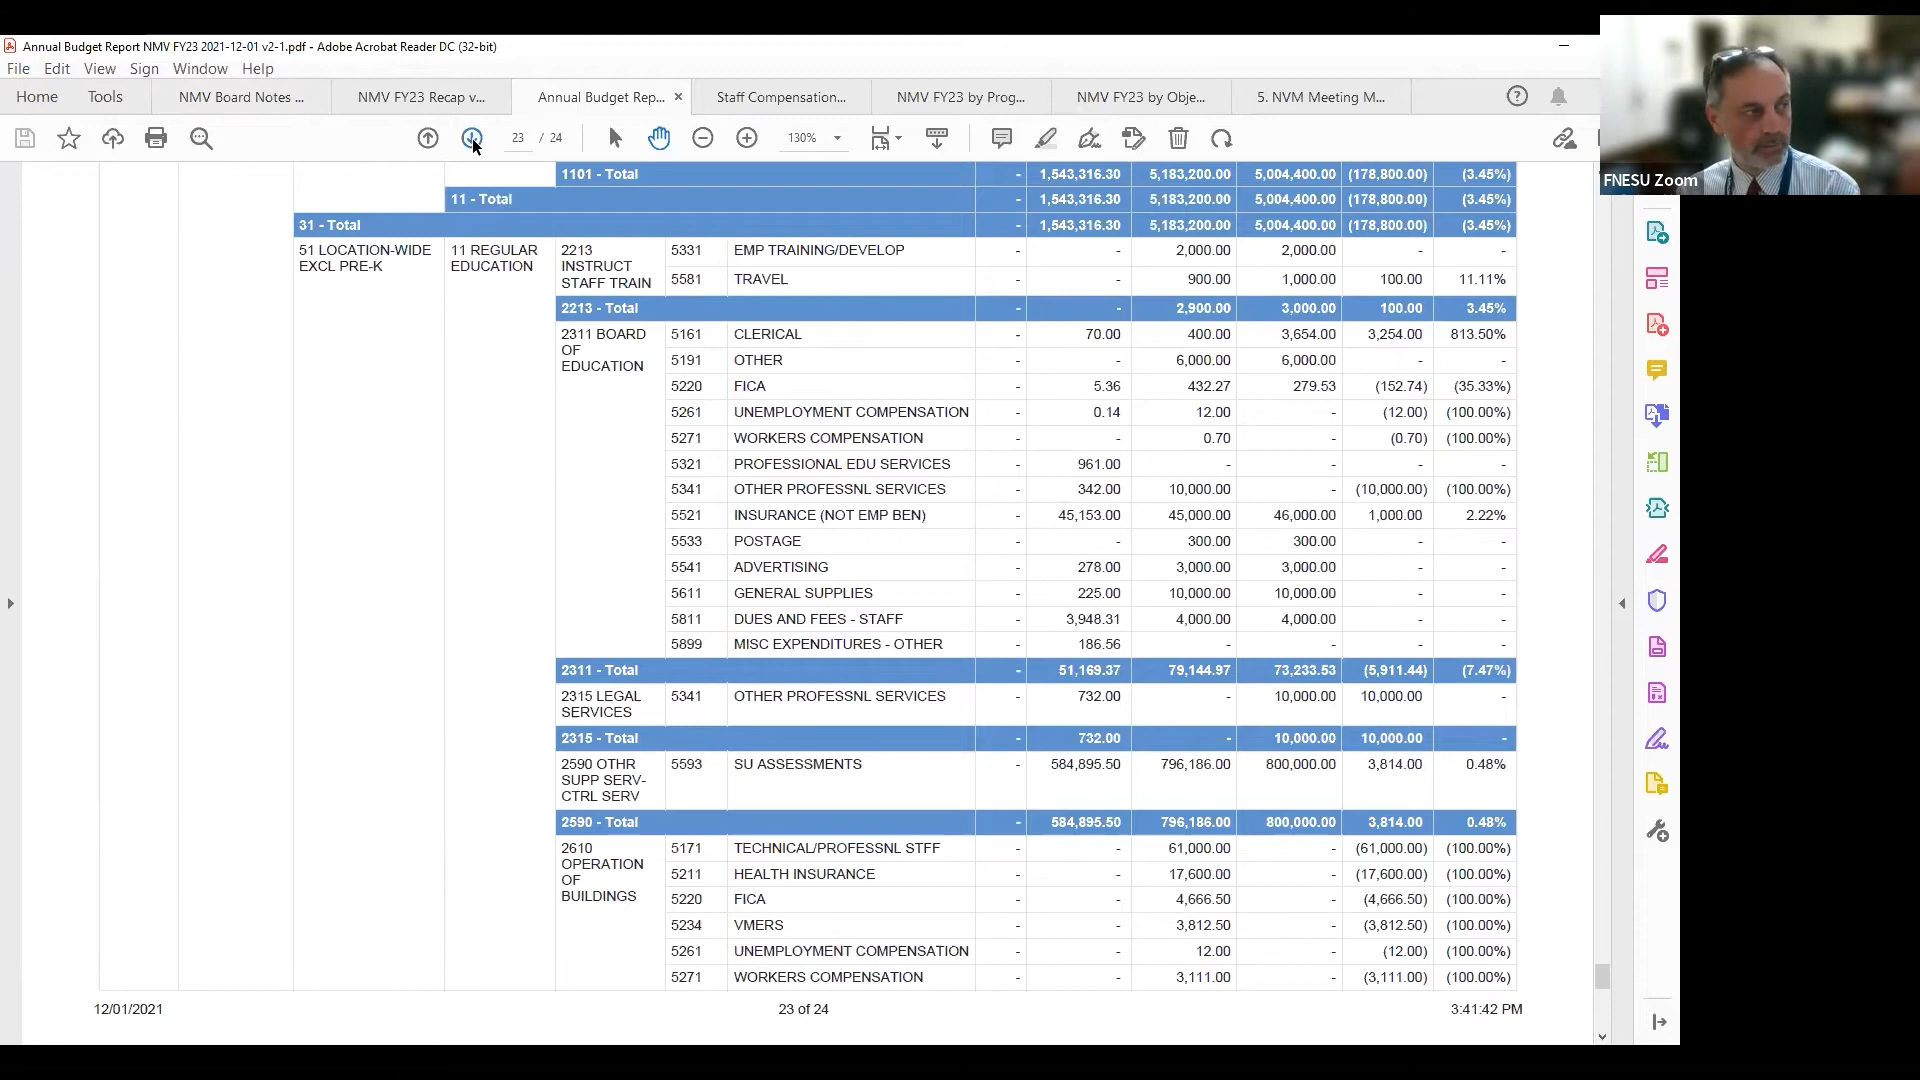 Annual Budget Report NMV FY23 2021-12-01 v2-1.pdf - Adobe Acrobat Reader DC (32-bit)
File Edit View Sign Window Help
Home Tools NMV Board Notes ... NMV FY23 Recap v... Annual Budget Rep... × Staff Compensation... NMV FY23 by Prog... NMV FY23 by Obje... 5. NVM Meeting M...
23 / 24 130%
FNESU Zoom
1101 - Total - 1,543,316.30 5,183,200.00 5,004,400.00 (178,800.00) (3.45%)
11 - Total - 1,543,316.30 5,183,200.00 5,004,400.00 (178,800.00) (3.45%)
31 - Total - 1,543,316.30 5,183,200.00 5,004,400.00 (178,800.00) (3.45%)
51 LOCATION-WIDE 11 REGULAR 2213 5331 EMP TRAINING/DEVELOP - - 2,000.00 2,000.00 - -
EXCL PRE-K EDUCATION INSTRUCT
STAFF TRAIN 5581 TRAVEL - - 900.00 1,000.00 100.00 11.11%
2213 - Total - - 2,900.00 3,000.00 100.00 3.45%
2311 BOARD 5161 CLERICAL - 70.00 400.00 3,654.00 3,254.00 813.50%
OF 5191 OTHER - - 6,000.00 6,000.00 - -
EDUCATION
5220 FICA - 5.36 432.27 279.53 (152.74) (35.33%)
5261 UNEMPLOYMENT COMPENSATION - 0.14 12.00 - (12.00) (100.00%)
5271 WORKERS COMPENSATION - - 0.70 - (0.70) (100.00%)
5321 PROFESSIONAL EDU SERVICES - 961.00 - - - -
5341 OTHER PROFESSNL SERVICES - 342.00 10,000.00 - (10,000.00) (100.00%)
5521 INSURANCE (NOT EMP BEN) - 45,153.00 45,000.00 46,000.00 1,000.00 2.22%
5533 POSTAGE - - 300.00 300.00 - -
5541 ADVERTISING - 278.00 3,000.00 3,000.00 - -
5611 GENERAL SUPPLIES - 225.00 10,000.00 10,000.00 - -
5811 DUES AND FEES - STAFF - 3,948.31 4,000.00 4,000.00 - -
5899 MISC EXPENDITURES - OTHER - 186.56 - - - -
2311 - Total - 51,169.37 79,144.97 73,233.53 (5,911.44) (7.47%)
2315 LEGAL 5341 OTHER PROFESSNL SERVICES - 732.00 - 10,000.00 10,000.00 -
SERVICES
2315 - Total - 732.00 - 10,000.00 10,000.00 -
2590 OTHR 5593 SU ASSESSMENTS - 584,895.50 796,186.00 800,000.00 3,814.00 0.48%
SUPP SERV-
CTRL SERV
2590 - Total - 584,895.50 796,186.00 800,000.00 3,814.00 0.48%
2610 5171 TECHNICAL/PROFESSNL STFF - - 61,000.00 - (61,000.00) (100.00%)
OPERATION 5211 HEALTH INSURANCE - - 17,600.00 - (17,600.00) (100.00%)
OF
BUILDINGS 5220 FICA - - 4,666.50 - (4,666.50) (100.00%)
5234 VMERS - - 3,812.50 - (3,812.50) (100.00%)
5261 UNEMPLOYMENT COMPENSATION - - 12.00 - (12.00) (100.00%)
5271 WORKERS COMPENSATION - - 3,111.00 - (3,111.00) (100.00%)
12/01/2021 23 of 24 3:41:42 PM